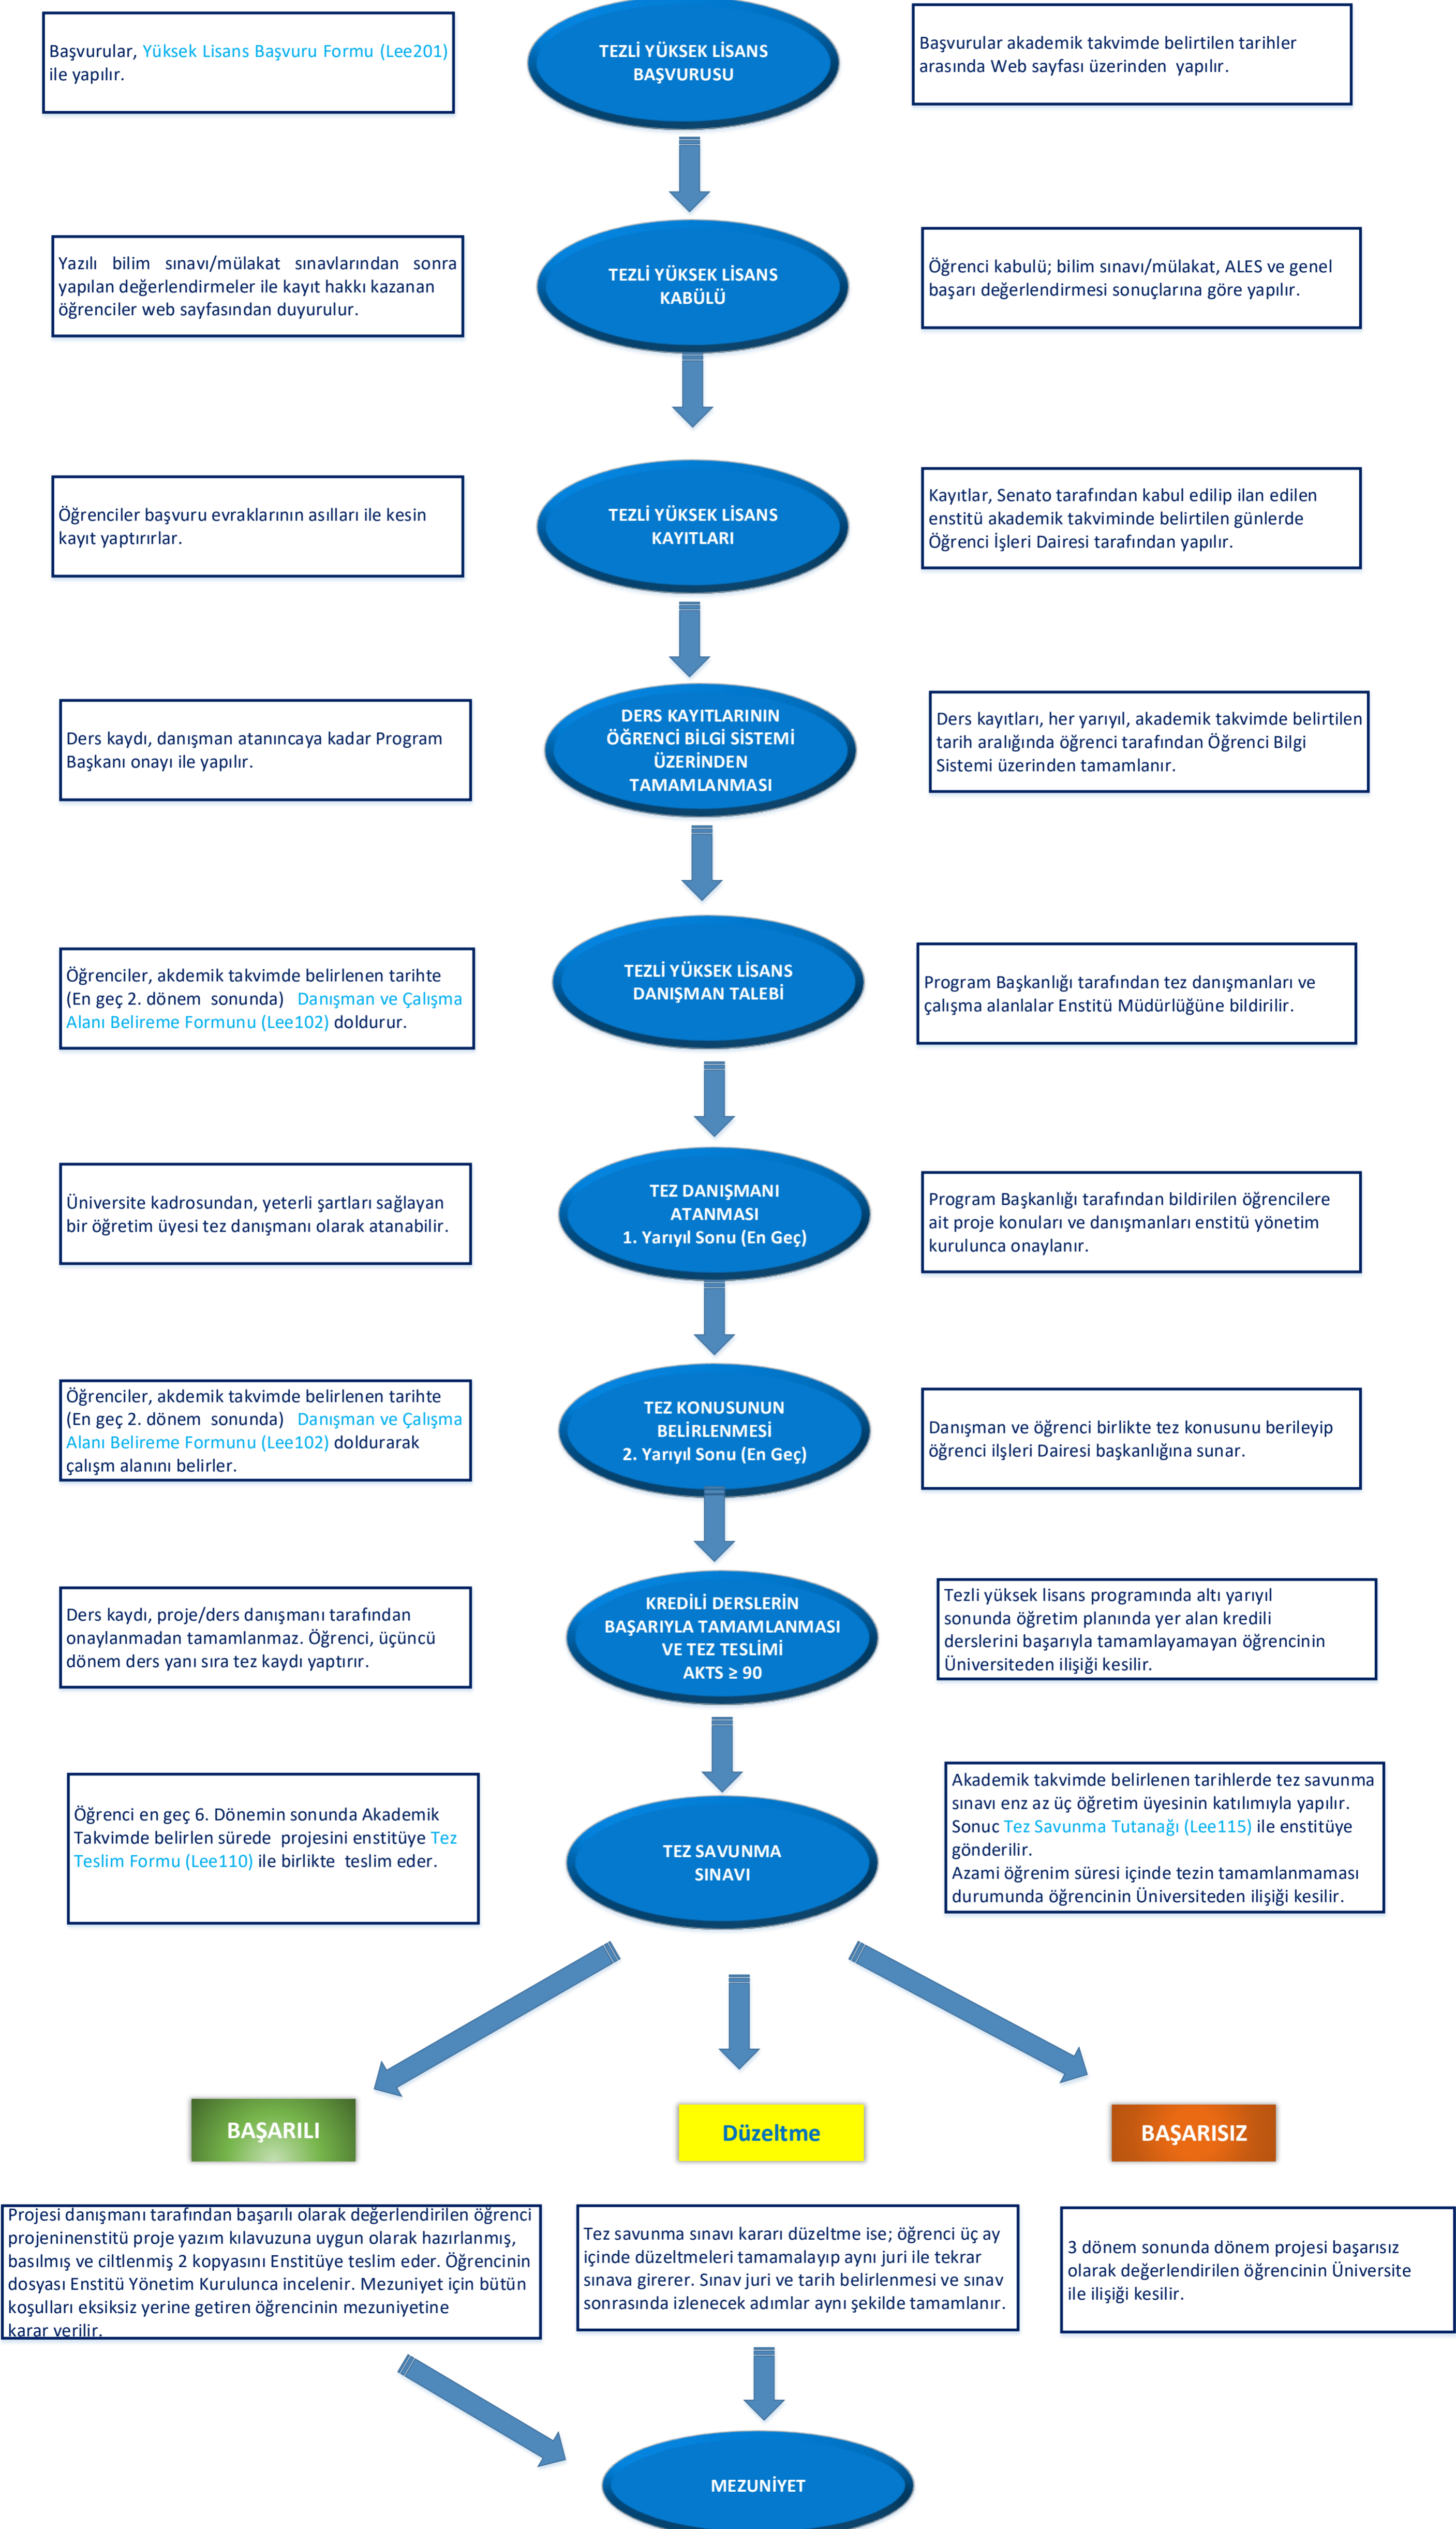 Başvurular, Yüksek Lisans Başvuru Formu (Lee201)
ile yapılır.
TEZLİ YÜKSEK LİSANS
BAŞVURUSU
Başvurular akademik takvimde belirtilen tarihler
arasında Web sayfası üzerinden yapılır.
Yazılı bilim sınavı/mülakat sınavlarından sonra
yapılan değerlendirmeler ile kayıt hakkı kazanan
öğrenciler web sayfasından duyurulur.
TEZLİ YÜKSEK LİSANS
KABÜLÜ
Öğrenci kabulü; bilim sınavı/mülakat, ALES ve genel
başarı değerlendirmesi sonuçlarına göre yapılır.
Öğrenciler başvuru evraklarının asılları ile kesin
kayıt yaptırırlar.
TEZLİ YÜKSEK LİSANS
KAYITLARI
Kayıtlar, Senato tarafından kabul edilip ilan edilen
enstitü akademik takviminde belirtilen günlerde
Öğrenci İşleri Dairesi tarafından yapılır.
Ders kaydı, danışman atanıncaya kadar Program
Başkanı onayı ile yapılır.
DERS KAYITLARININ
ÖĞRENCİ BİLGİ SİSTEMİ
ÜZERİNDEN
TAMAMLANMASI
Ders kayıtları, her yarıyıl, akademik takvimde belirtilen
tarih aralığında öğrenci tarafından Öğrenci Bilgi
Sistemi üzerinden tamamlanır.
Öğrenciler, akdemik takvimde belirlenen tarihte
(En geç 2. dönem sonunda) Danışman ve Çalışma
Alanı Belireme Formunu (Lee102) doldurur.
TEZLİ YÜKSEK LİSANS
DANIŞMAN TALEBİ
Program Başkanlığı tarafından tez danışmanları ve
çalışma alanlalar Enstitü Müdürlüğüne bildirilir.
Üniversite kadrosundan, yeterli şartları sağlayan
bir öğretim üyesi tez danışmanı olarak atanabilir.
TEZ DANIŞMANI
ATANMASI
1. Yarıyıl Sonu (En Geç)
Program Başkanlığı tarafından bildirilen öğrencilere
ait proje konuları ve danışmanları enstitü yönetim
kurulunca onaylanır.
Öğrenciler, akdemik takvimde belirlenen tarihte
(En geç 2. dönem sonunda) Danışman ve Çalışma
Alanı Belireme Formunu (Lee102) doldurarak
çalışm alanını belirler.
TEZ KONUSUNUN
BELİRLENMESİ
2. Yarıyıl Sonu (En Geç)
Danışman ve öğrenci birlikte tez konusunu berileyip
öğrenci ilşleri Dairesi başkanlığına sunar.
Ders kaydı, proje/ders danışmanı tarafından
onaylanmadan tamamlanmaz. Öğrenci, üçüncü
dönem ders yanı sıra tez kaydı yaptırır.
KREDİLİ DERSLERİN
BAŞARIYLA TAMAMLANMASI
VE TEZ TESLİMİ
AKTS ≥ 90
Tezli yüksek lisans programında altı yarıyıl
sonunda öğretim planında yer alan kredili
derslerini başarıyla tamamlayamayan öğrencinin
Üniversiteden ilişiği kesilir.
Öğrenci en geç 6. Dönemin sonunda Akademik
Takvimde belirlen sürede projesini enstitüye Tez
Teslim Formu (Lee110) ile birlikte teslim eder.
TEZ SAVUNMA
SINAVI
Akademik takvimde belirlenen tarihlerde tez savunma
sınavı enz az üç öğretim üyesinin katılımıyla yapılır.
Sonuc Tez Savunma Tutanağı (Lee115) ile enstitüye
gönderilir.
Azami öğrenim süresi içinde tezin tamamlanmaması
durumunda öğrencinin Üniversiteden ilişiği kesilir.
BAŞARILI
Düzeltme
BAŞARISIZ
Projesi danışmanı tarafından başarılı olarak değerlendirilen öğrenci
projeninenstitü proje yazım kılavuzuna uygun olarak hazırlanmış,
basılmış ve ciltlenmiş 2 kopyasını Enstitüye teslim eder. Öğrencinin
dosyası Enstitü Yönetim Kurulunca incelenir. Mezuniyet için bütün
koşulları eksiksiz yerine getiren öğrencinin mezuniyetine
karar verilir.
Tez savunma sınavı kararı düzeltme ise; öğrenci üç ay
içinde düzeltmeleri tamamalayıp aynı juri ile tekrar
sınava girerer. Sınav juri ve tarih belirlenmesi ve sınav
sonrasında izlenecek adımlar aynı şekilde tamamlanır.
3 dönem sonunda dönem projesi başarısız
olarak değerlendirilen öğrencinin Üniversite
ile ilişiği kesilir.
MEZUNİYET